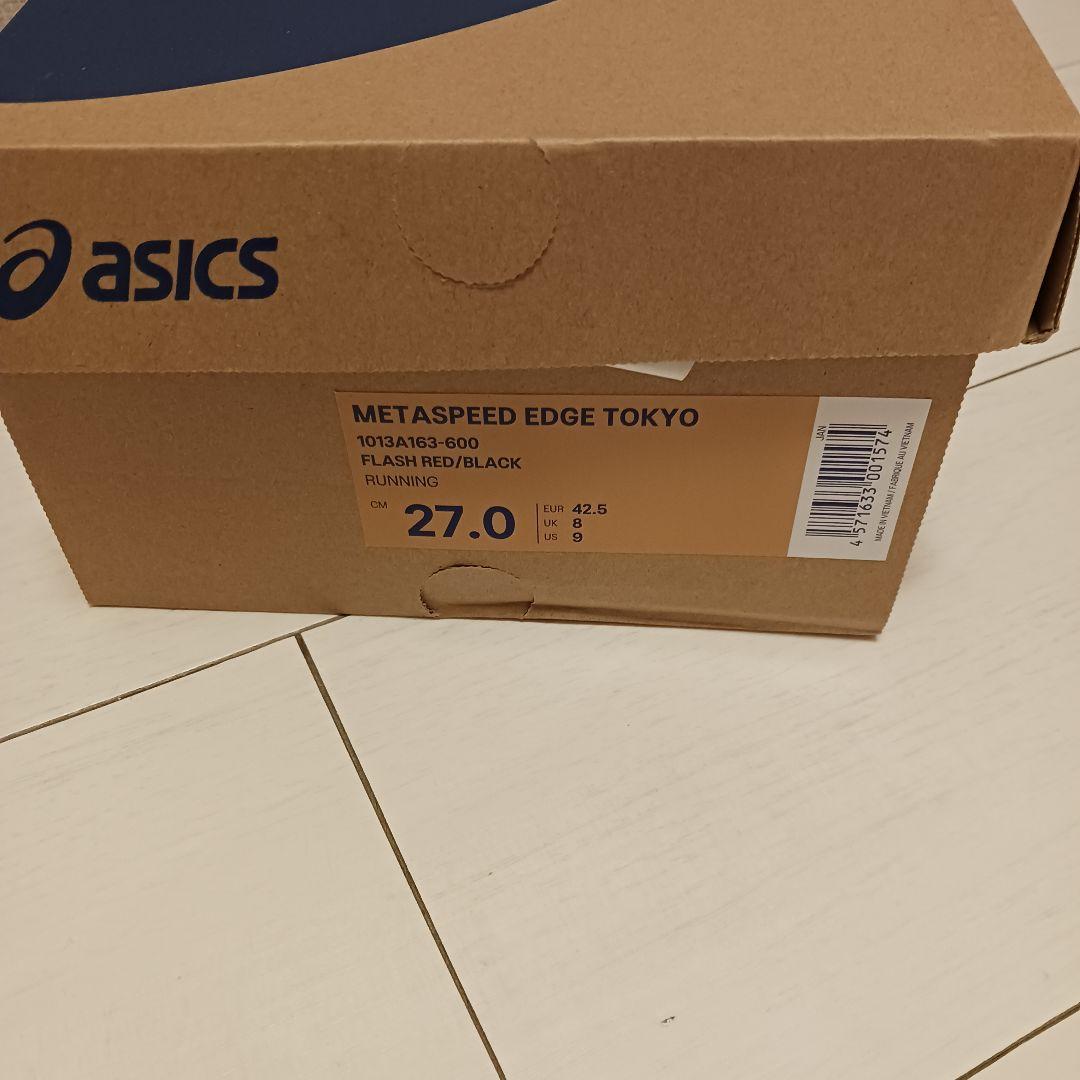 asics
METASPEED EDGE TOKYO
1013A163-600
FLASH RED/BLACK
RUNNING
CM 27.0
EUR 42.5
UK 8
US 9
JAN
4 571633 001574
MADE IN VIETNAM / FABRIQUE AU VIETNAM